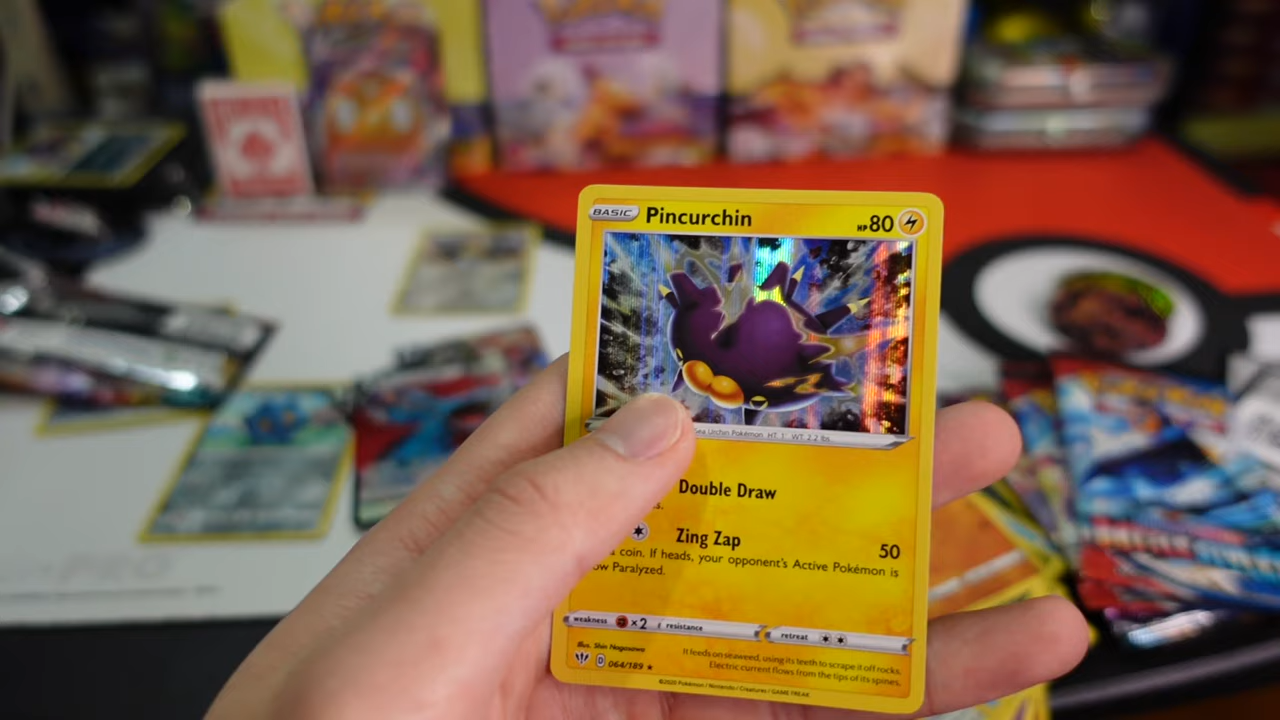 BASIC Pincurchin HP 80
Sea Urchin Pokémon HT. 1' WT. 2.2 lbs.
Double Draw
s.
Zing Zap 50
coin. If heads, your opponent's Active Pokémon is
ow Paralyzed.
weakness ×2 resistance retreat
Illus. Shin Nagasawa
D 064/189 ★
It feeds on seaweed, using its teeth to scrape it off rocks.
Electric current flows from the tips of its spines.
©2020 Pokémon / Nintendo / Creatures / GAME FREAK